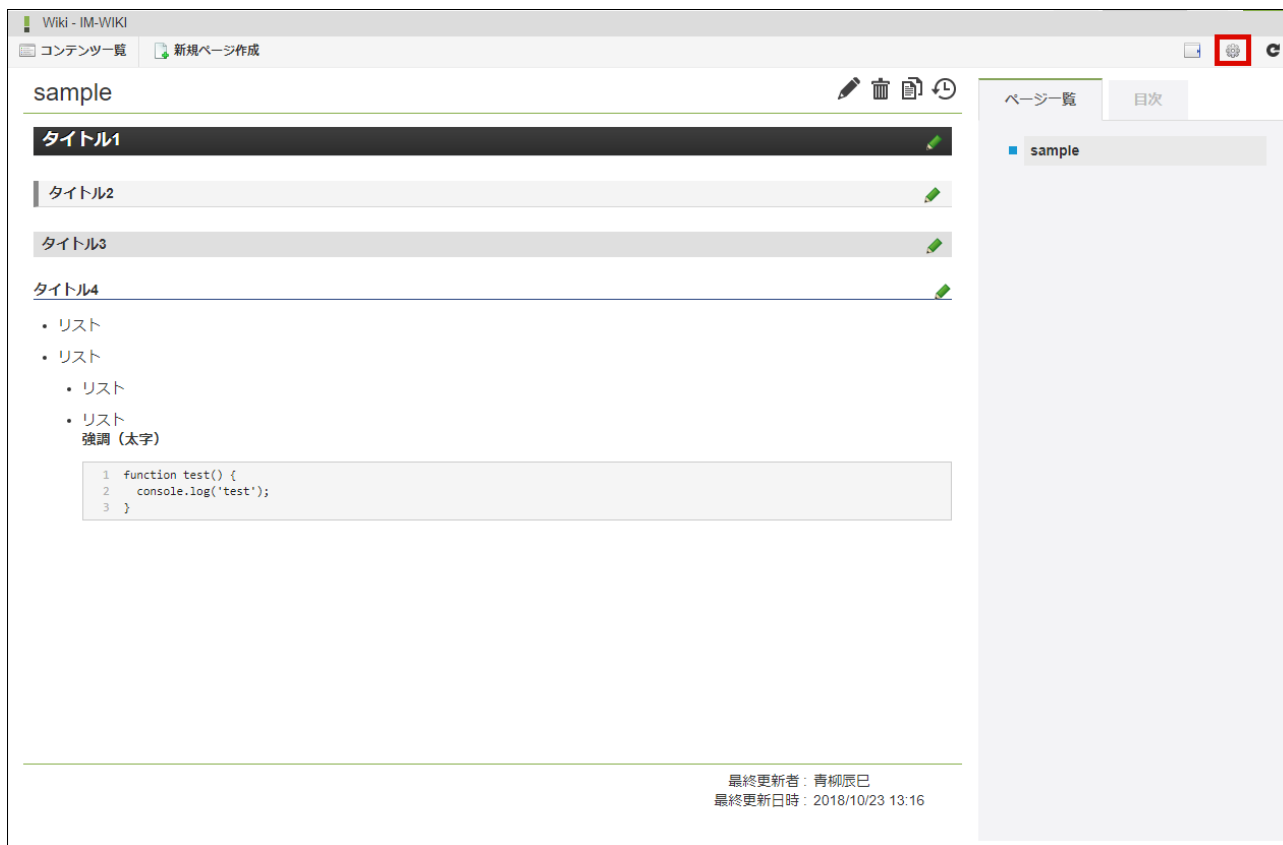 Wiki - IM-WIKI
コンテンツ一覧 新規ページ作成
sample
ページ一覧 目次
タイトル1
sample
タイトル2
タイトル3
タイトル4
• リスト
• リスト
• リスト
• リスト
強調（太字）
1 function test() {
2 console.log('test');
3 }
最終更新者 : 青柳辰巳
最終更新日時 : 2018/10/23 13:16